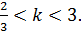 2/3 < k < 3.